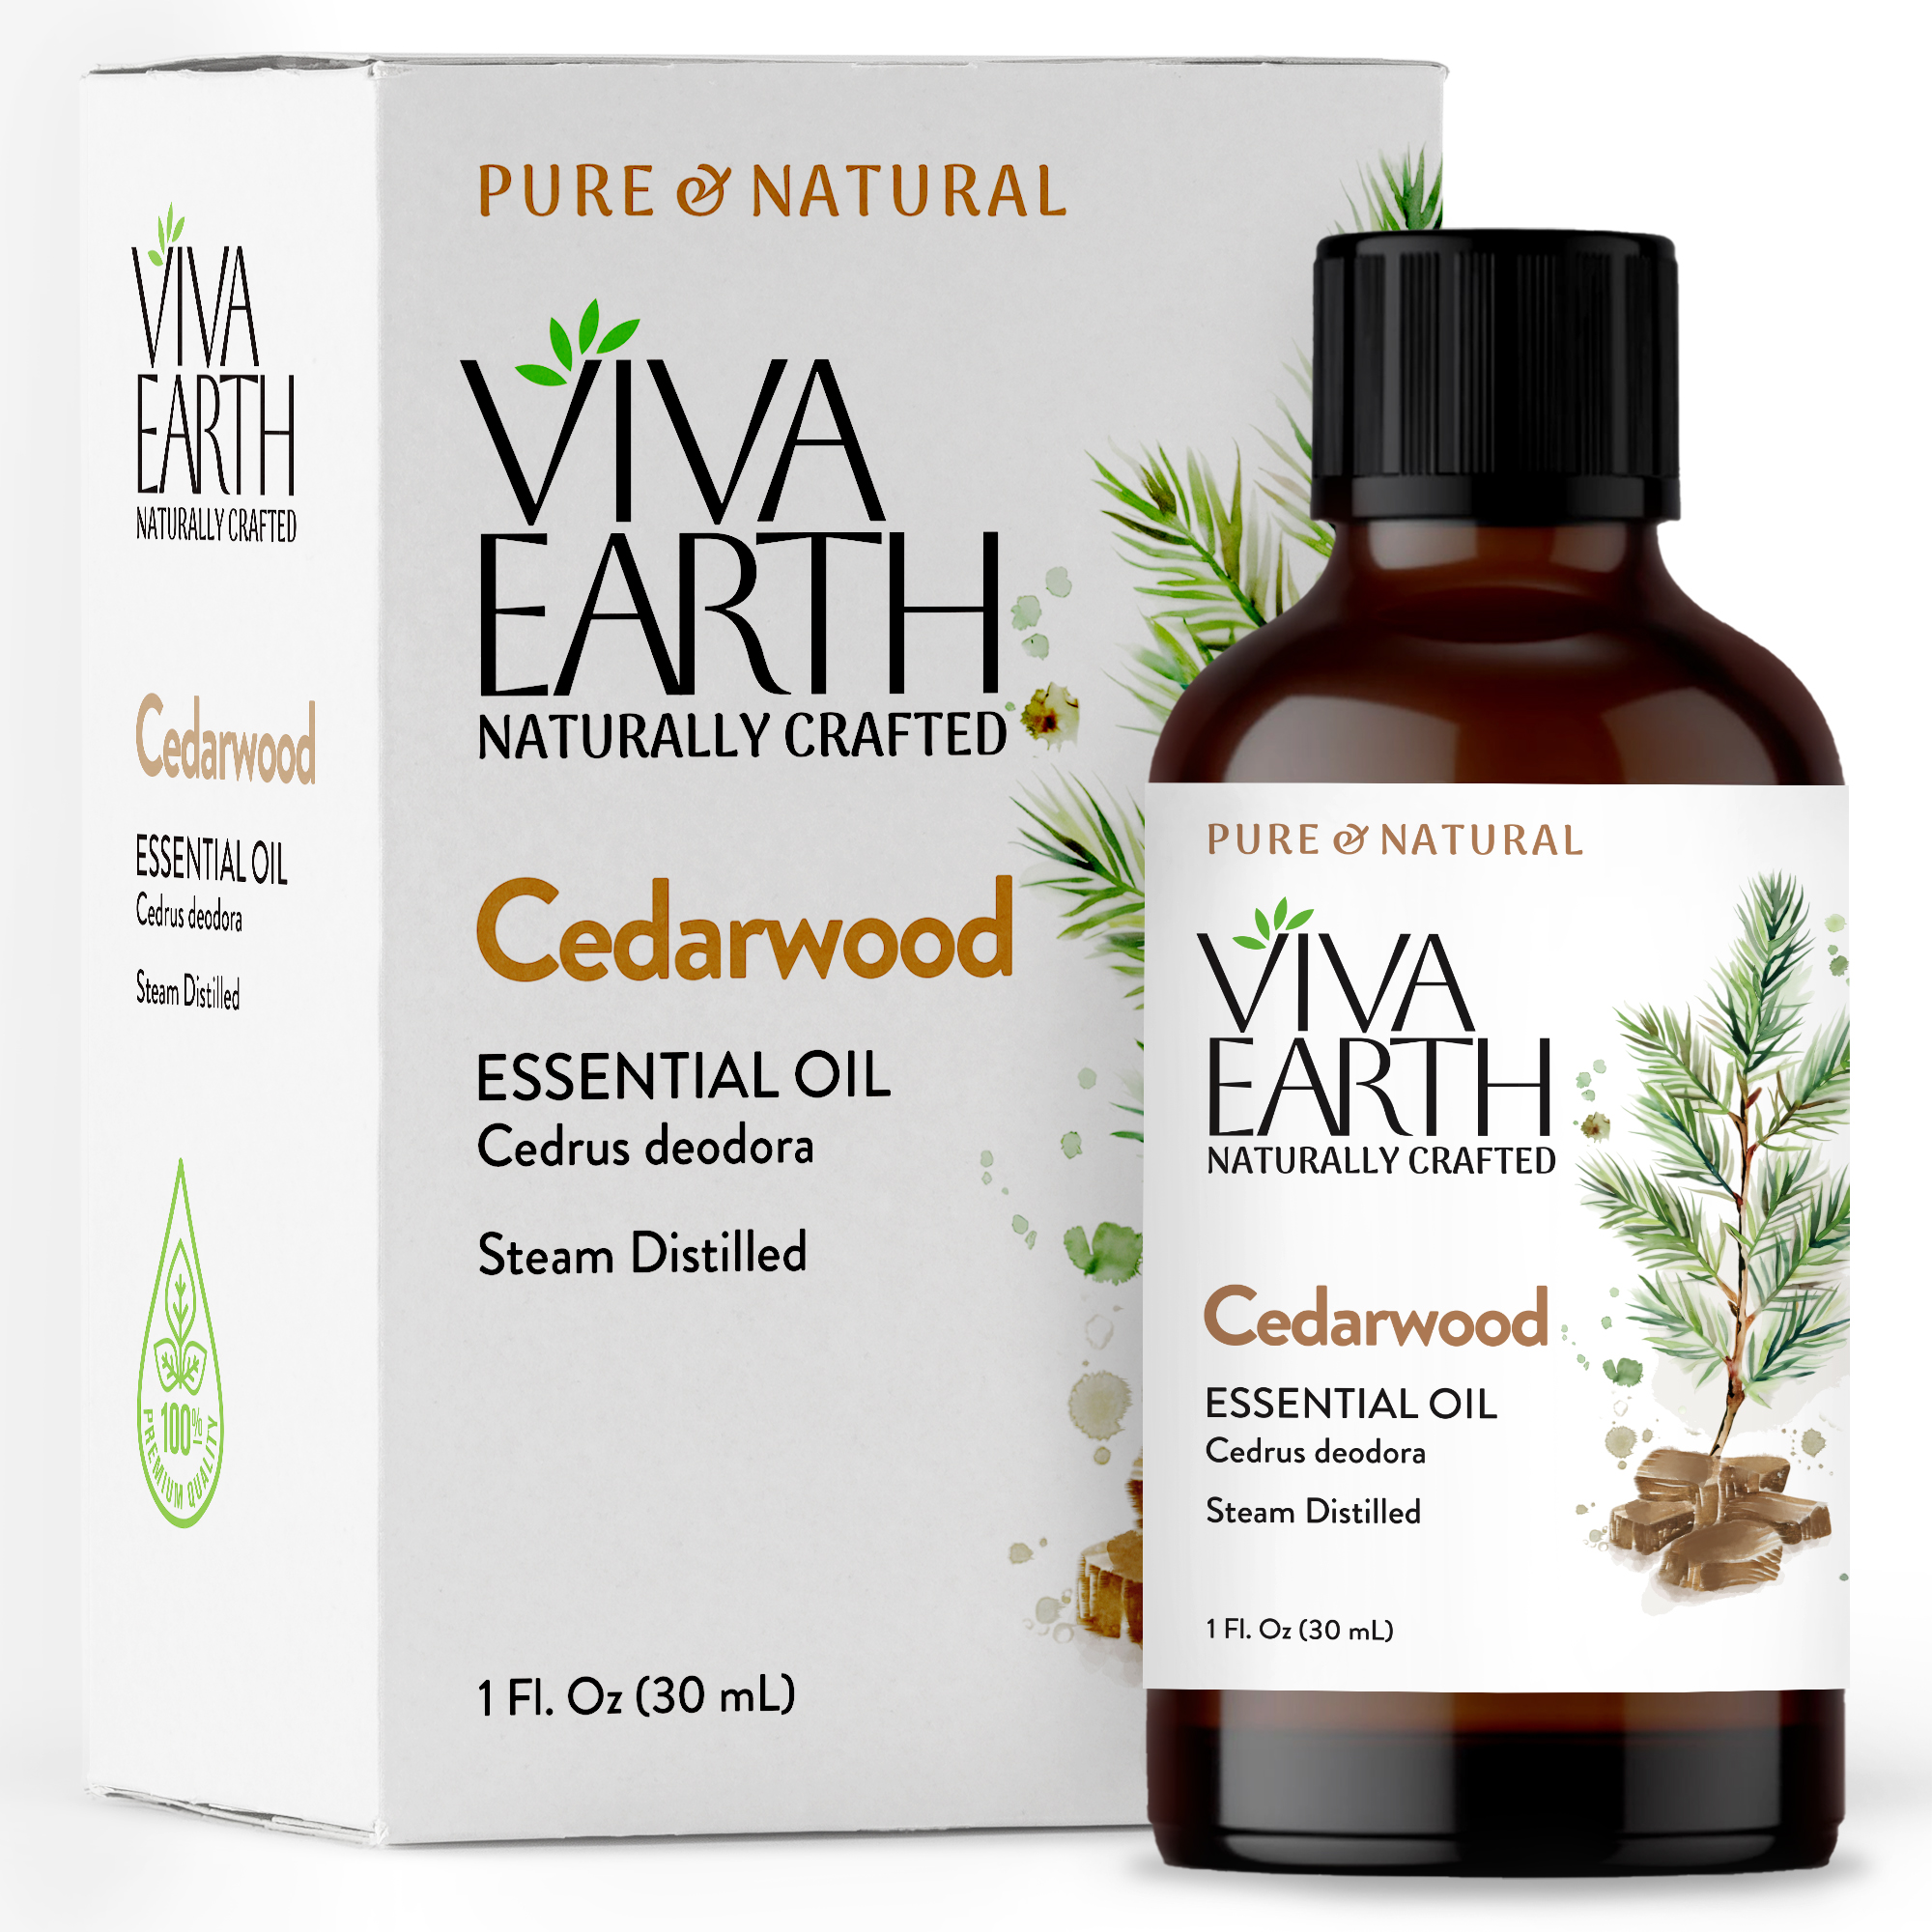 VIVA
EARTH
NATURALLY CRAFTED
Cedarwood
ESSENTIAL OIL
Cedrus deodora
Steam Distilled
100%
PREMIUM QUALITY
PURE & NATURAL
VIVA
EARTH
NATURALLY CRAFTED
Cedarwood
ESSENTIAL OIL
Cedrus deodora
Steam Distilled
1 Fl. Oz (30 mL)
PURE & NATURAL
VIVA
EARTH
NATURALLY CRAFTED
Cedarwood
ESSENTIAL OIL
Cedrus deodora
Steam Distilled
1 Fl. Oz (30 mL)